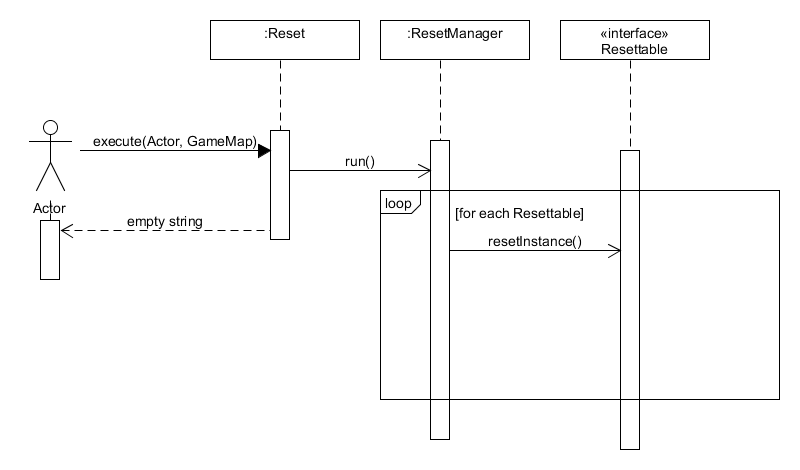 :Reset
:ResetManager
«interface»
Resettable
execute(Actor, GameMap)
run()
Actor
loop
[for each Resettable]
empty string
resetInstance()